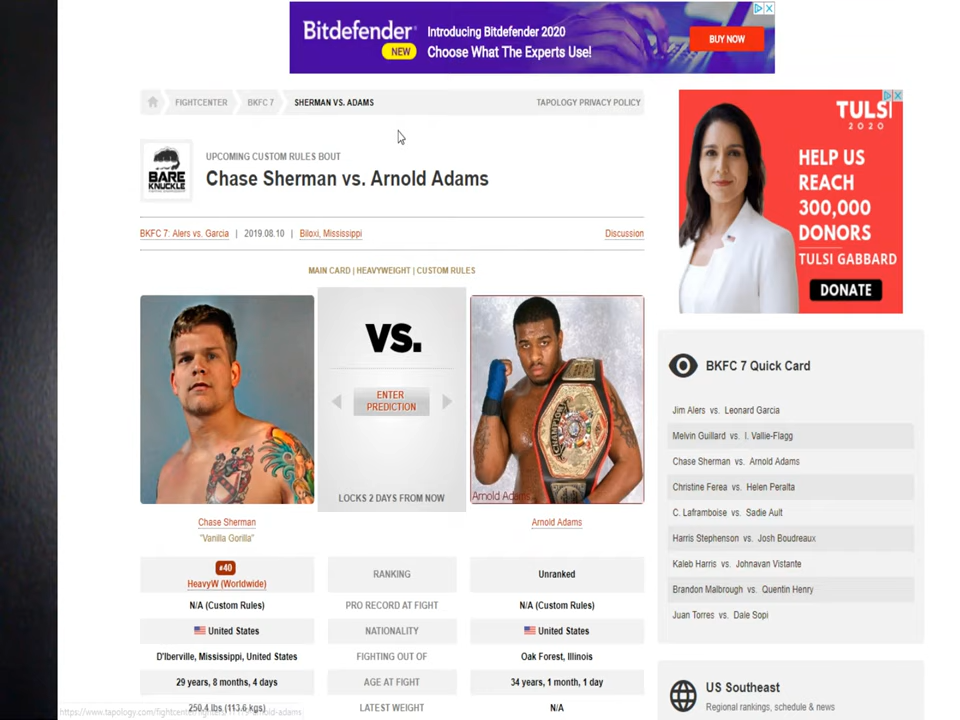 Bitdefender
NEW
Introducing Bitdefender 2020
Choose What The Experts Use!
BUY NOW
FIGHTCENTER
BKFC 7
SHERMAN VS. ADAMS
TAPOLOGY PRIVACY POLICY
BARE
KNUCKLE
UPCOMING CUSTOM RULES BOUT
Chase Sherman vs. Arnold Adams
BKFC 7: Alers vs. Garcia | 2019.08.10 | Biloxi, Mississippi
Discussion
MAIN CARD | HEAVYWEIGHT | CUSTOM RULES
VS.
ENTER
PREDICTION
LOCKS 2 DAYS FROM NOW
CHAMPION
Arnold Adams
Chase Sherman
"Vanilla Gorilla"
Arnold Adams
#40
HeavyW (Worldwide)
RANKING
Unranked
N/A (Custom Rules)
PRO RECORD AT FIGHT
N/A (Custom Rules)
United States
NATIONALITY
United States
D'Iberville, Mississippi, United States
FIGHTING OUT OF
Oak Forest, Illinois
29 years, 8 months, 4 days
AGE AT FIGHT
34 years, 1 month, 1 day
250.4 lbs (113.6 kgs)
LATEST WEIGHT
N/A
TULSI
2020
HELP US
REACH
300,000
DONORS
TULSI GABBARD
DONATE
BKFC 7 Quick Card
Jim Alers vs. Leonard Garcia
Melvin Guillard vs. I. Vallie-Flagg
Chase Sherman vs. Arnold Adams
Christine Ferea vs. Helen Peralta
C. Laframboise vs. Sadie Ault
Harris Stephenson vs. Josh Boudreaux
Kaleb Harris vs. Johnavan Vistante
Brandon Malbrough vs. Quentin Henry
Juan Torres vs. Dale Sopi
US Southeast
Regional rankings, schedule & news